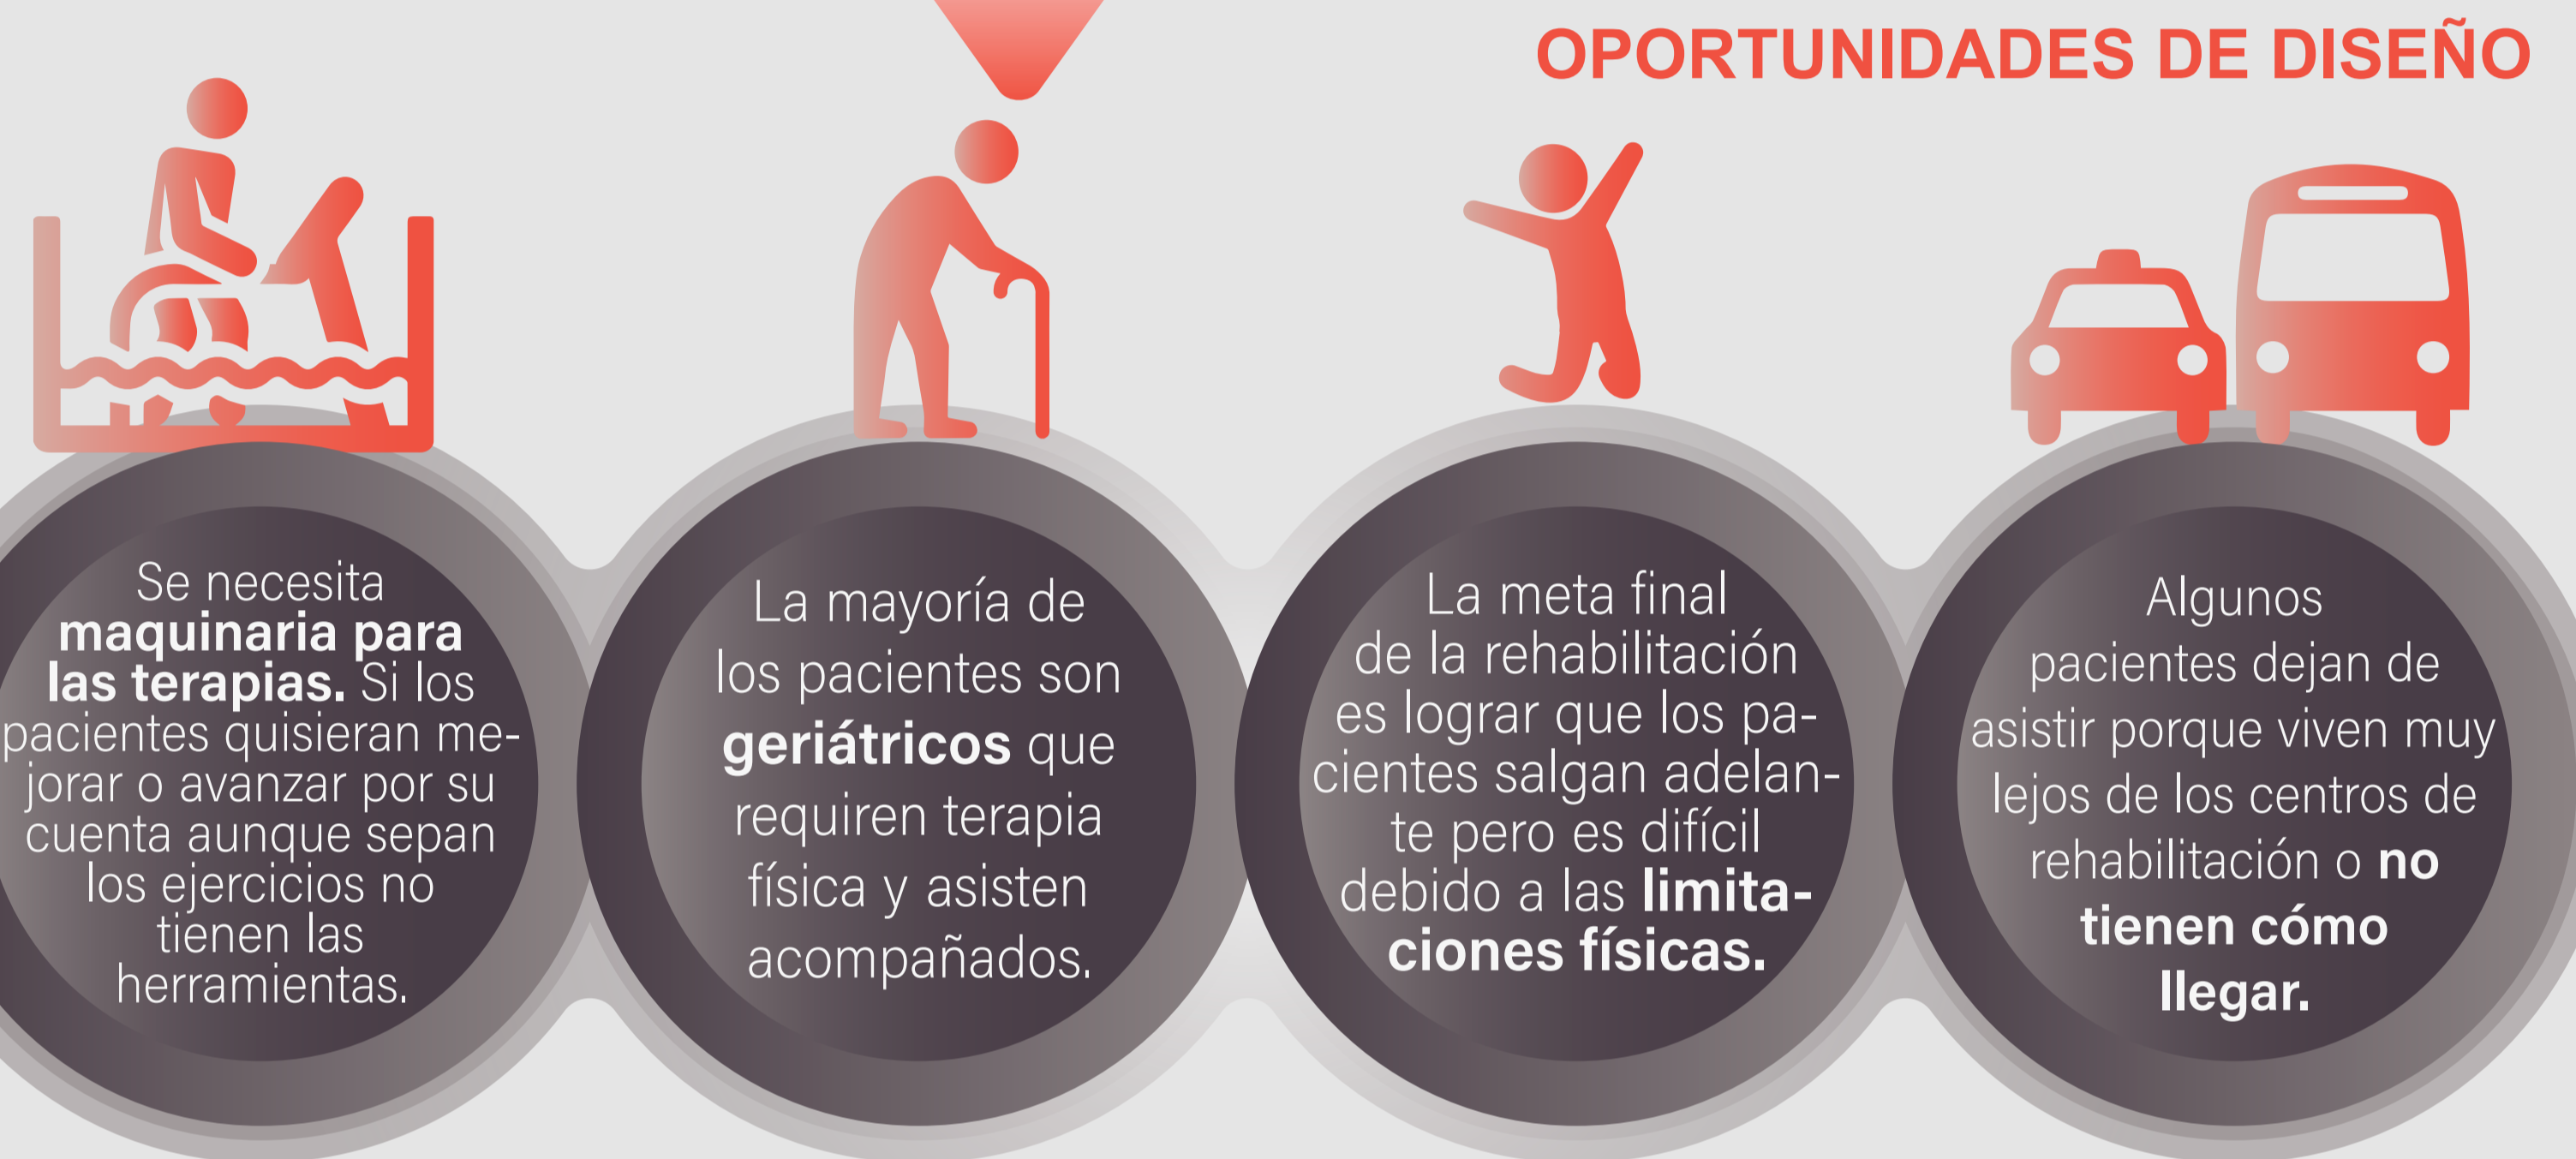 OPORTUNIDADES DE DISEÑO
Se necesita
maquinaria para
las terapias. Si los
pacientes quisieran me-
jorar o avanzar por su
cuenta aunque sepan
los ejercicios no
tienen las
herramientas.
La mayoría de
los pacientes son
geriátricos que
requiren terapia
física y asisten
acompañados.
La meta final
de la rehabilitación
es lograr que los pa-
cientes salgan adelan-
te pero es difícil
debido a las limita-
ciones físicas.
Algunos
pacientes dejan de
asistir porque viven muy
lejos de los centros de
rehabilitación o no
tienen cómo
llegar.